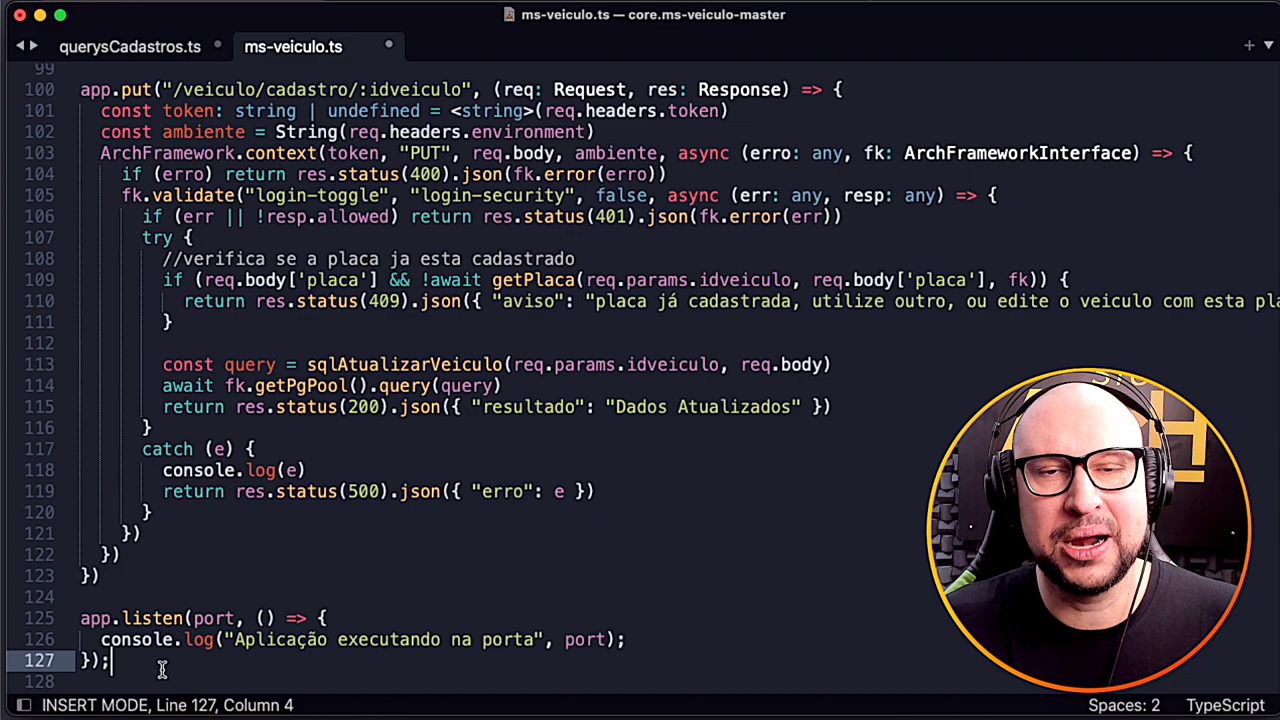 ms-veiculo.ts — core.ms-veiculo-master
querysCadastros.ts
ms-veiculo.ts
99
100 app.put("/veiculo/cadastro/:idveiculo", (req: Request, res: Response) => {
101 const token: string | undefined = <string>(req.headers.token)
102 const ambiente = String(req.headers.environment)
103 ArchFramework.context(token, "PUT", req.body, ambiente, async (erro: any, fk: ArchFrameworkInterface) => {
104 if (erro) return res.status(400).json(fk.error(erro))
105 fk.validate("login-toggle", "login-security", false, async (err: any, resp: any) => {
106 if (err || !resp.allowed) return res.status(401).json(fk.error(err))
107 try {
108 //verifica se a placa ja esta cadastrado
109 if (req.body['placa'] && !await getPlaca(req.params.idveiculo, req.body['placa'], fk)) {
110 return res.status(409).json({ "aviso": "placa já cadastrada, utilize outro, ou edite o veiculo com esta pla
111 }
112
113 const query = sqlAtualizarVeiculo(req.params.idveiculo, req.body)
114 await fk.getPgPool().query(query)
115 return res.status(200).json({ "resultado": "Dados Atualizados" })
116 }
117 catch (e) {
118 console.log(e)
119 return res.status(500).json({ "erro": e })
120 }
121 })
122 })
123 })
124
125 app.listen(port, () => {
126 console.log("Aplicação executando na porta", port);
127 });
128
INSERT MODE, Line 127, Column 4
Spaces: 2
TypeScript